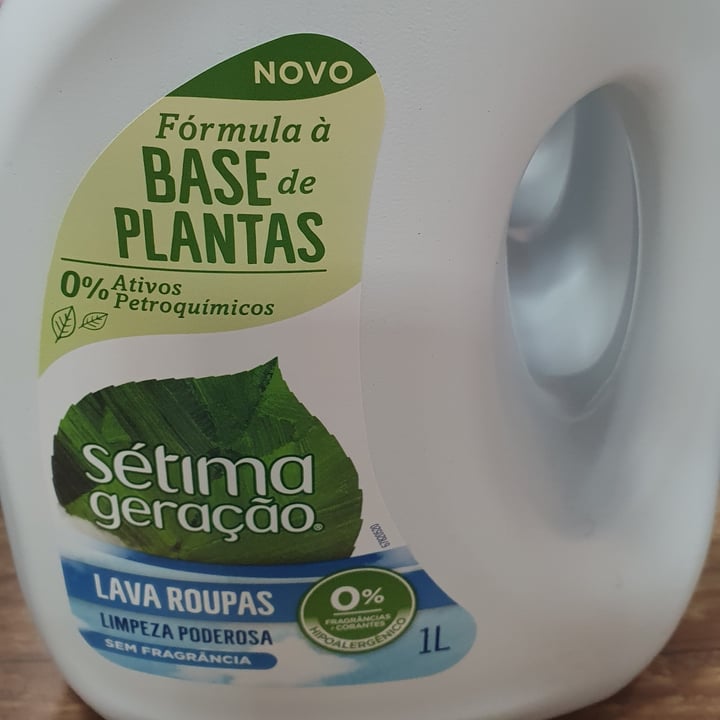 NOVO
Fórmula à
BASE de
PLANTAS
0% Ativos
Petroquímicos
sétima
geração®
LAVA ROUPAS
LIMPEZA PODEROSA
SEM FRAGRÂNCIA
0%
FRAGRÂNCIAS
E CORANTES
HIPOALERGÊNICO
1L